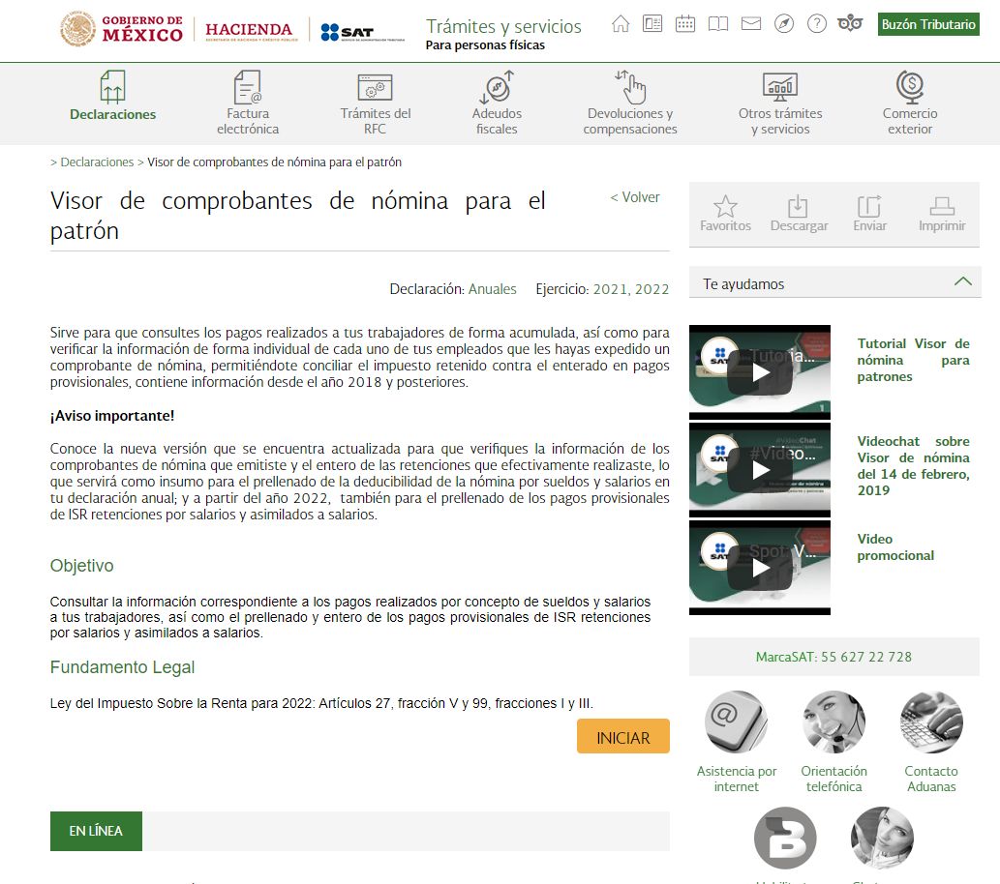 GOBIERNO DE
MÉXICO
HACIENDA
SECRETARÍA DE HACIENDA Y CRÉDITO PÚBLICO
SAT
SERVICIO DE ADMINISTRACIÓN TRIBUTARIA
Trámites y servicios
Para personas físicas
Buzón Tributario
Declaraciones
Factura
electrónica
Trámites del
RFC
Adeudos
fiscales
Devoluciones y
compensaciones
Otros trámites
y servicios
Comercio
exterior
> Declaraciones > Visor de comprobantes de nómina para el patrón
Visor de comprobantes de nómina para el
patrón
< Volver
Favoritos
Descargar
Enviar
Imprimir
Declaración: Anuales Ejercicio: 2021, 2022
Te ayudamos
Sirve para que consultes los pagos realizados a tus trabajadores de forma acumulada, así como para
verificar la información de forma individual de cada uno de tus empleados que les hayas expedido un
comprobante de nómina, permitiéndote conciliar el impuesto retenido contra el enterado en pagos
provisionales, contiene información desde el año 2018 y posteriores.
¡Aviso importante!
Conoce la nueva versión que se encuentra actualizada para que verifiques la información de los
comprobantes de nómina que emitiste y el entero de las retenciones que efectivamente realizaste, lo
que servirá como insumo para el prellenado de la deducibilidad de la nómina por sueldos y salarios en
tu declaración anual; y a partir del año 2022, también para el prellenado de los pagos provisionales
de ISR retenciones por salarios y asimilados a salarios.
Objetivo
Consultar la información correspondiente a los pagos realizados por concepto de sueldos y salarios
a tus trabajadores, así como el prellenado y entero de los pagos provisionales de ISR retenciones
por salarios y asimilados a salarios.
Fundamento Legal
Ley del Impuesto Sobre la Renta para 2022: Artículos 27, fracción V y 99, fracciones I y III.
INICIAR
EN LÍNEA
SAT
Tutoria...
1
Tutorial Visor de
nómina para
patrones
#VideoChat
SAT
#Video...
Videochat sobre
Visor de nómina
del 14 de febrero,
2019
SAT
Spot: V...
Video
promocional
MarcaSAT: 55 627 22 728
Asistencia por
internet
Orientación
telefónica
Contacto
Aduanas